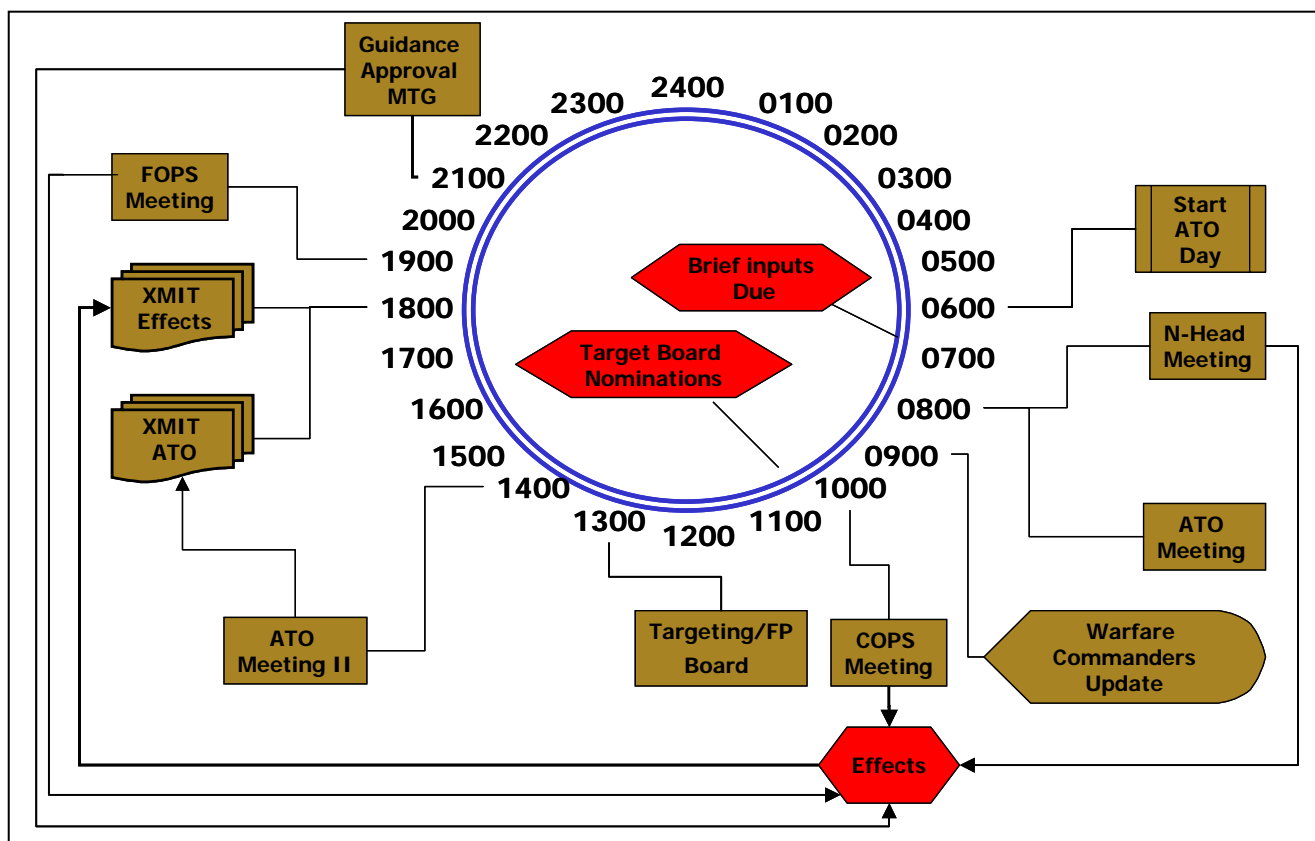 Guidance
Approval
MTG
2400
2300
0100
2200
0200
2100
0300
FOPS
Meeting
2000
0400
Start
ATO
Day
1900
0500
Brief inputs
Due
XMIT
Effects
1800
0600
1700
0700
N-Head
Meeting
Target Board
Nominations
1600
0800
XMIT
ATO
1500
0900
1400
1000
1300
1100
1200
ATO
Meeting
ATO
Meeting II
Targeting/FP
Board
COPS
Meeting
Warfare
Commanders
Update
Effects